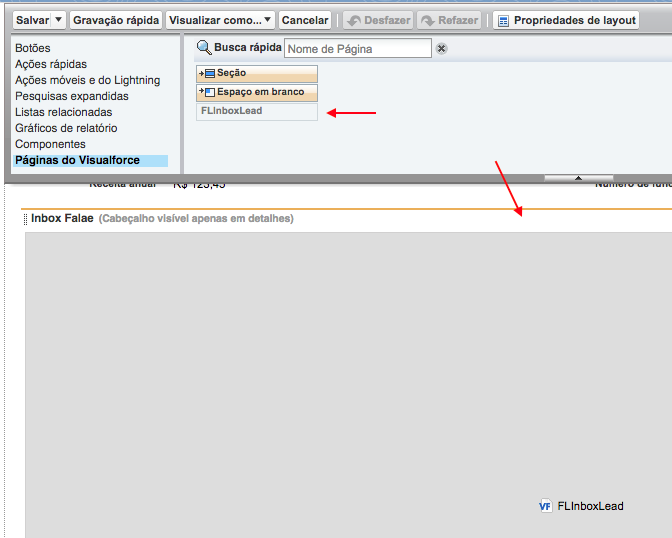 Salvar Gravação rápida Visualizar como... Cancelar Desfazer Refazer Propriedades de layout
Botões
Ações rápidas
Ações móveis e do Lightning
Pesquisas expandidas
Listas relacionadas
Gráficos de relatório
Componentes
Páginas do Visualforce
Busca rápida Nome de Página
Seção
Espaço em branco
FLInboxLead
Receita anual R$ 123,45 Número de func
Inbox Falae (Cabeçalho visível apenas em detalhes)
VF FLInboxLead